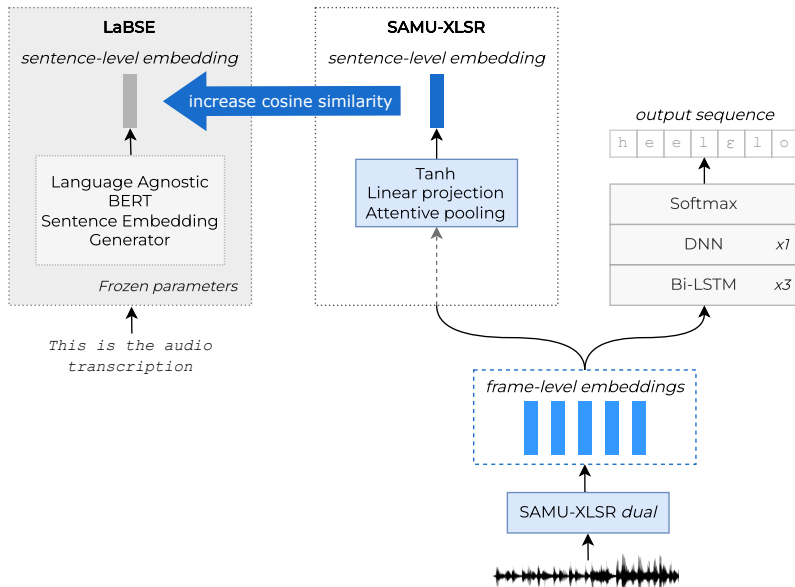 LaBSE
sentence-level embedding
Language Agnostic
BERT
Sentence Embedding
Generator
Frozen parameters
This is the audio
transcription
increase cosine similarity
SAMU-XLSR
sentence-level embedding
Tanh
Linear projection
Attentive pooling
output sequence
h e e l ε l o
Softmax
DNN x1
Bi-LSTM x3
frame-level embeddings
SAMU-XLSR dual